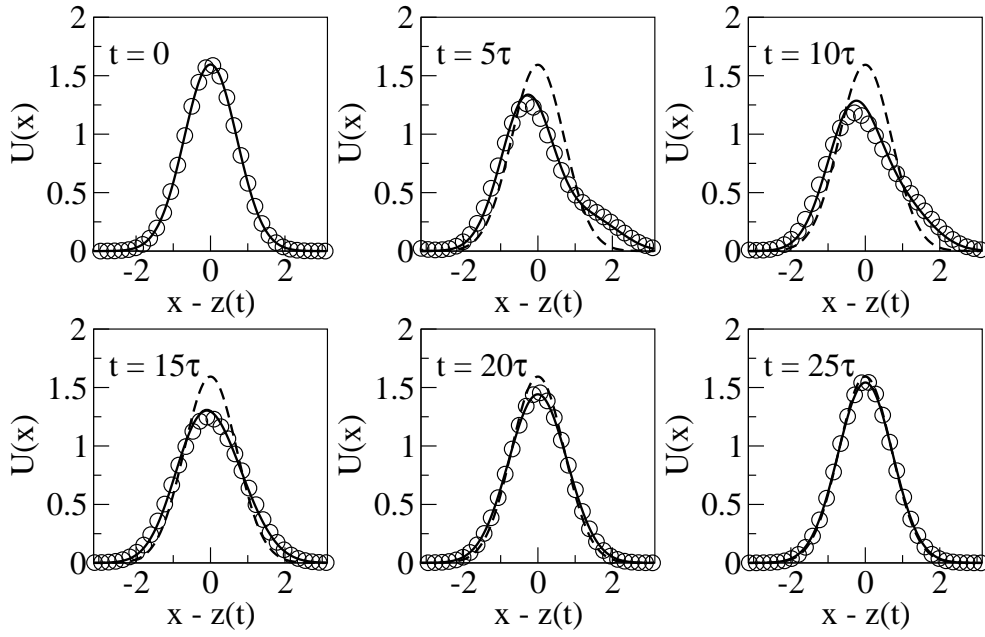 2
t = 0
1.5
U(x)
1
0.5
0
-2 0 2
x - z(t)
2
t = 5τ
1.5
U(x)
1
0.5
0
-2 0 2
x - z(t)
2
t = 10τ
1.5
U(x)
1
0.5
0
-2 0 2
x - z(t)
2
t = 15τ
1.5
U(x)
1
0.5
0
-2 0 2
x - z(t)
2
t = 20τ
1.5
U(x)
1
0.5
0
-2 0 2
x - z(t)
2
t = 25τ
1.5
U(x)
1
0.5
0
-2 0 2
x - z(t)